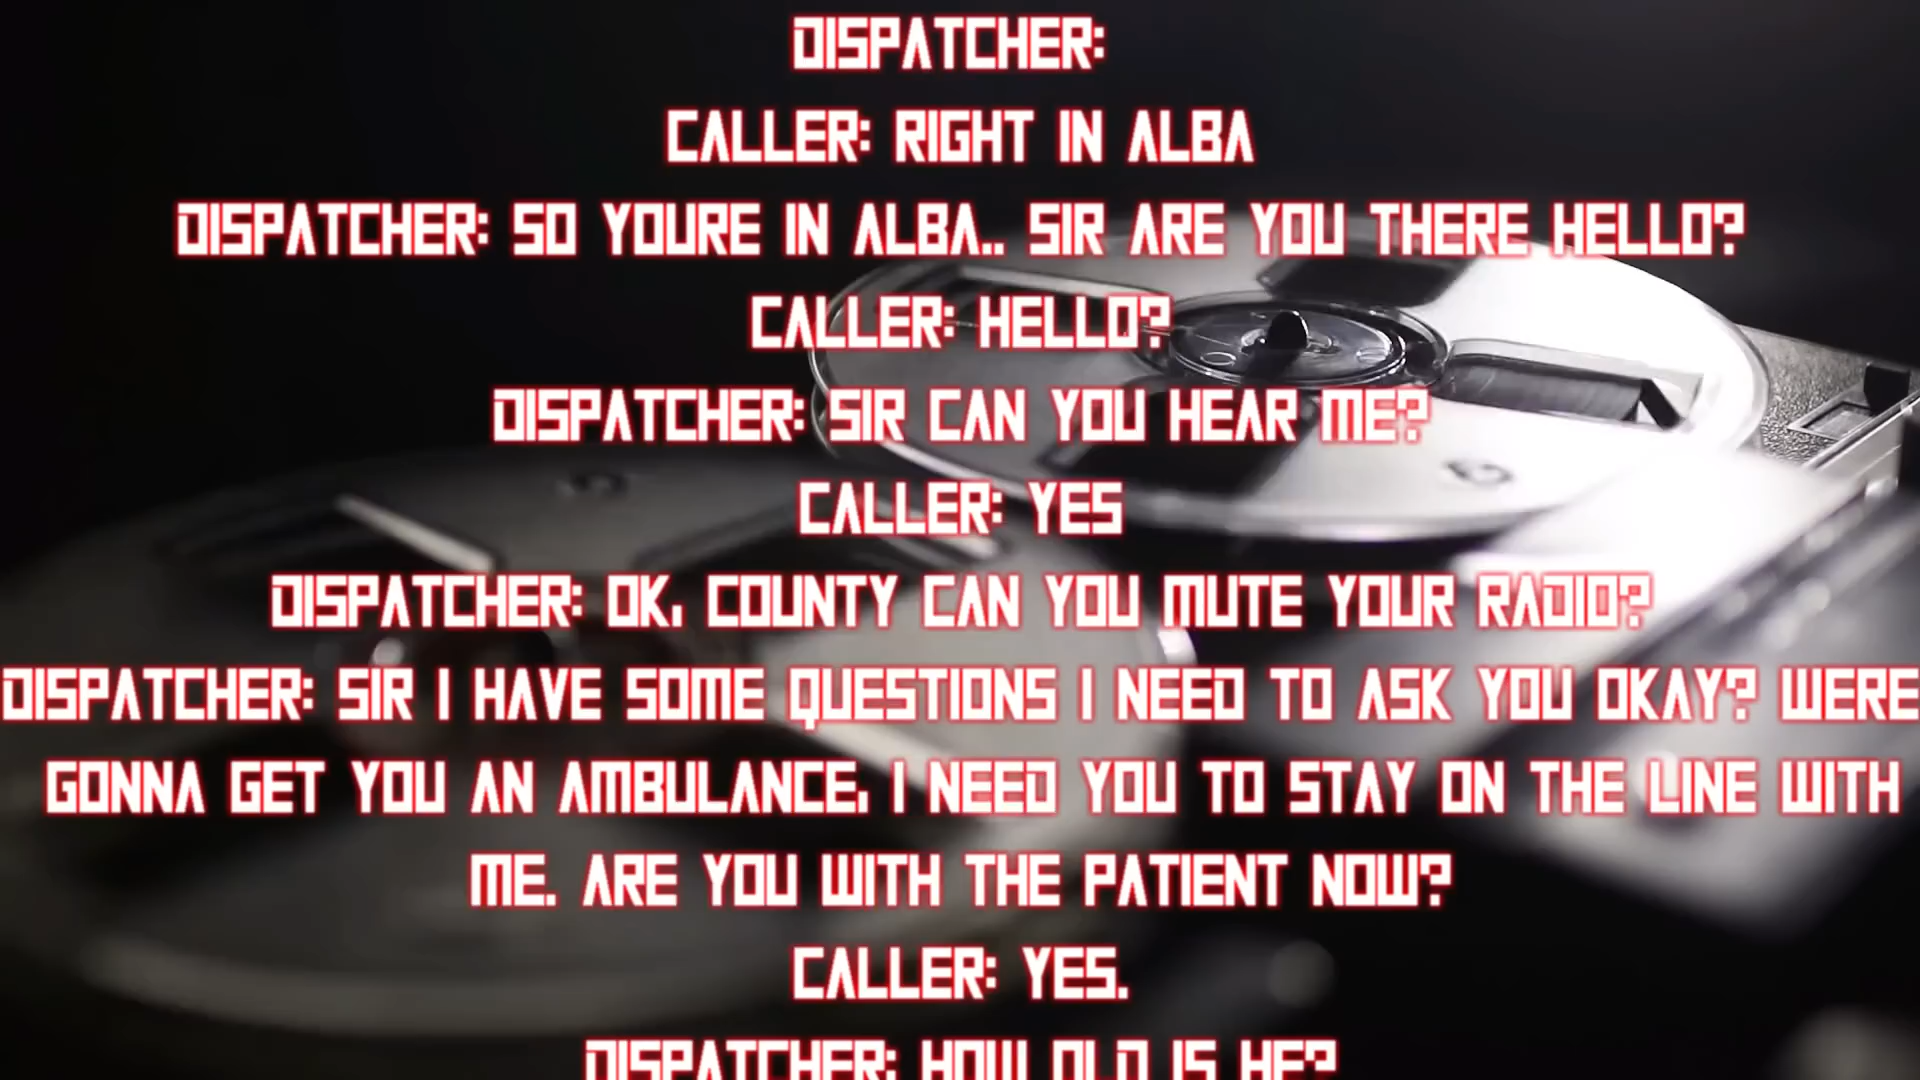 DISPATCHER:
CALLER: RIGHT IN ALBA
DISPATCHER: SO YOURE IN ALBA.. SIR ARE YOU THERE HELLO?
CALLER: HELLO?
DISPATCHER: SIR CAN YOU HEAR ME?
CALLER: YES
DISPATCHER: OK, COUNTY CAN YOU MUTE YOUR RADIO?
DISPATCHER: SIR I HAVE SOME QUESTIONS I NEED TO ASK YOU OKAY? WERE
GONNA GET YOU AN AMBULANCE, I NEED YOU TO STAY ON THE LINE WITH
ME. ARE YOU WITH THE PATIENT NOW?
CALLER: YES.
DISPATCHER: HOW OLD IS HE?